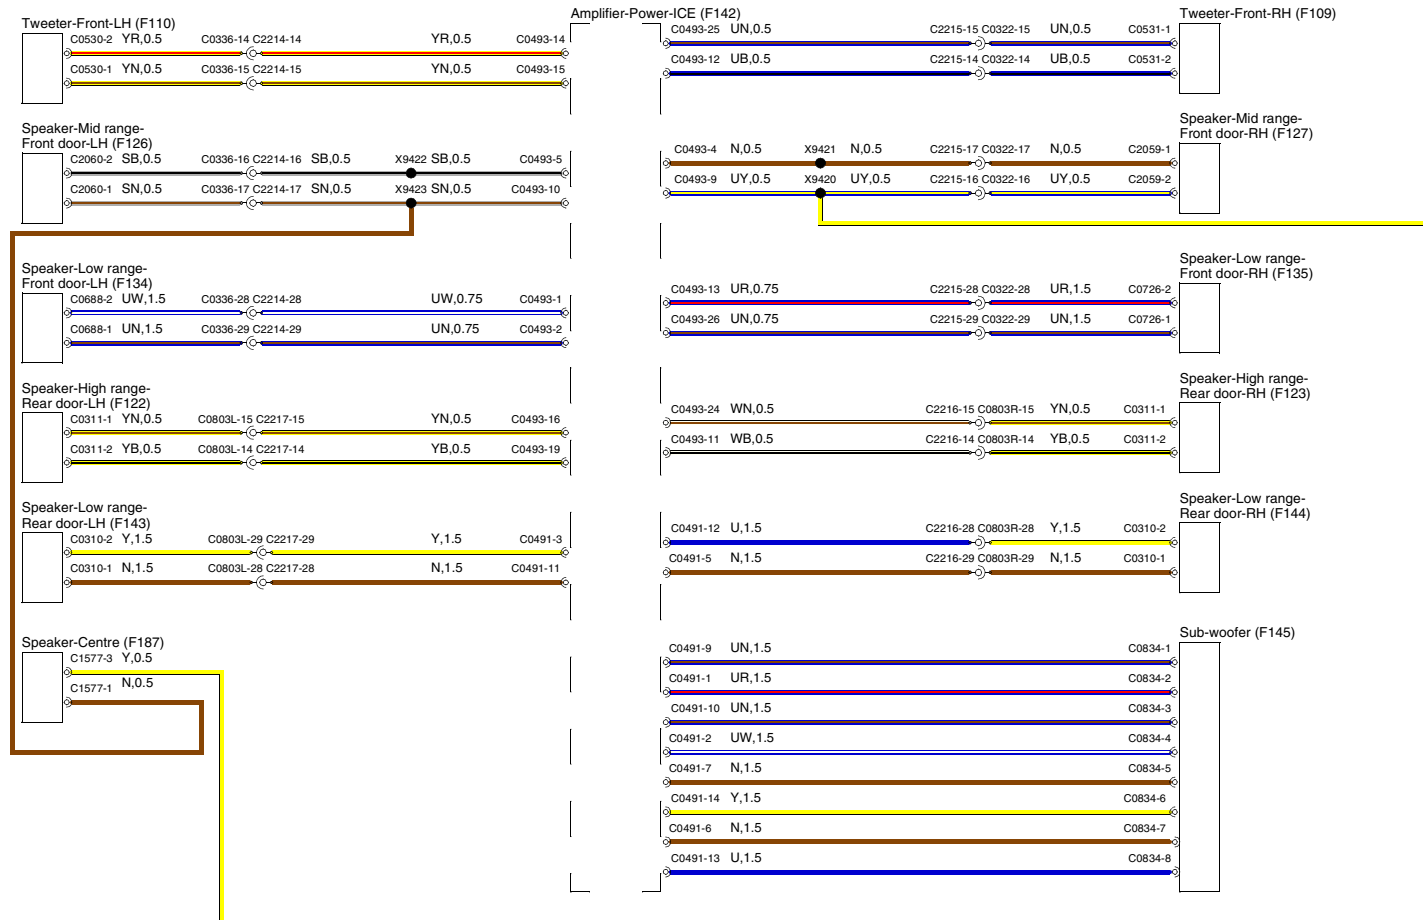 Amplifier-Power-ICE (F142)
Tweeter-Front-LH (F110)
C0530-2 YR,0.5 C0336-14 C2214-14 YR,0.5 C0493-14
C0530-1 YN,0.5 C0336-15 C2214-15 YN,0.5 C0493-15
Speaker-Mid range-
Front door-LH (F126)
C2060-2 SB,0.5 C0336-16 C2214-16 SB,0.5 X9422 SB,0.5 C0493-5
C2060-1 SN,0.5 C0336-17 C2214-17 SN,0.5 X9423 SN,0.5 C0493-10
Speaker-Low range-
Front door-LH (F134)
C0688-2 UW,1.5 C0336-28 C2214-28 UW,0.75 C0493-1
C0688-1 UN,1.5 C0336-29 C2214-29 UN,0.75 C0493-2
Speaker-High range-
Rear door-LH (F122)
C0311-1 YN,0.5 C0803L-15 C2217-15 YN,0.5 C0493-16
C0311-2 YB,0.5 C0803L-14 C2217-14 YB,0.5 C0493-19
Speaker-Low range-
Rear door-LH (F143)
C0310-2 Y,1.5 C0803L-29 C2217-29 Y,1.5 C0491-3
C0310-1 N,1.5 C0803L-28 C2217-28 N,1.5 C0491-11
Speaker-Centre (F187)
C1577-3 Y,0.5
C1577-1 N,0.5
Tweeter-Front-RH (F109)
C0493-25 UN,0.5 C2215-15 C0322-15 UN,0.5 C0531-1
C0493-12 UB,0.5 C2215-14 C0322-14 UB,0.5 C0531-2
Speaker-Mid range-
Front door-RH (F127)
C0493-4 N,0.5 X9421 N,0.5 C2215-17 C0322-17 N,0.5 C2059-1
C0493-9 UY,0.5 X9420 UY,0.5 C2215-16 C0322-16 UY,0.5 C2059-2
Speaker-Low range-
Front door-RH (F135)
C0493-13 UR,0.75 C2215-28 C0322-28 UR,1.5 C0726-2
C0493-26 UN,0.75 C2215-29 C0322-29 UN,1.5 C0726-1
Speaker-High range-
Rear door-RH (F123)
C0493-24 WN,0.5 C2216-15 C0803R-15 YN,0.5 C0311-1
C0493-11 WB,0.5 C2216-14 C0803R-14 YB,0.5 C0311-2
Speaker-Low range-
Rear door-RH (F144)
C0491-12 U,1.5 C2216-28 C0803R-28 Y,1.5 C0310-2
C0491-5 N,1.5 C2216-29 C0803R-29 N,1.5 C0310-1
Sub-woofer (F145)
C0491-9 UN,1.5 C0834-1
C0491-1 UR,1.5 C0834-2
C0491-10 UN,1.5 C0834-3
C0491-2 UW,1.5 C0834-4
C0491-7 N,1.5 C0834-5
C0491-14 Y,1.5 C0834-6
C0491-6 N,1.5 C0834-7
C0491-13 U,1.5 C0834-8